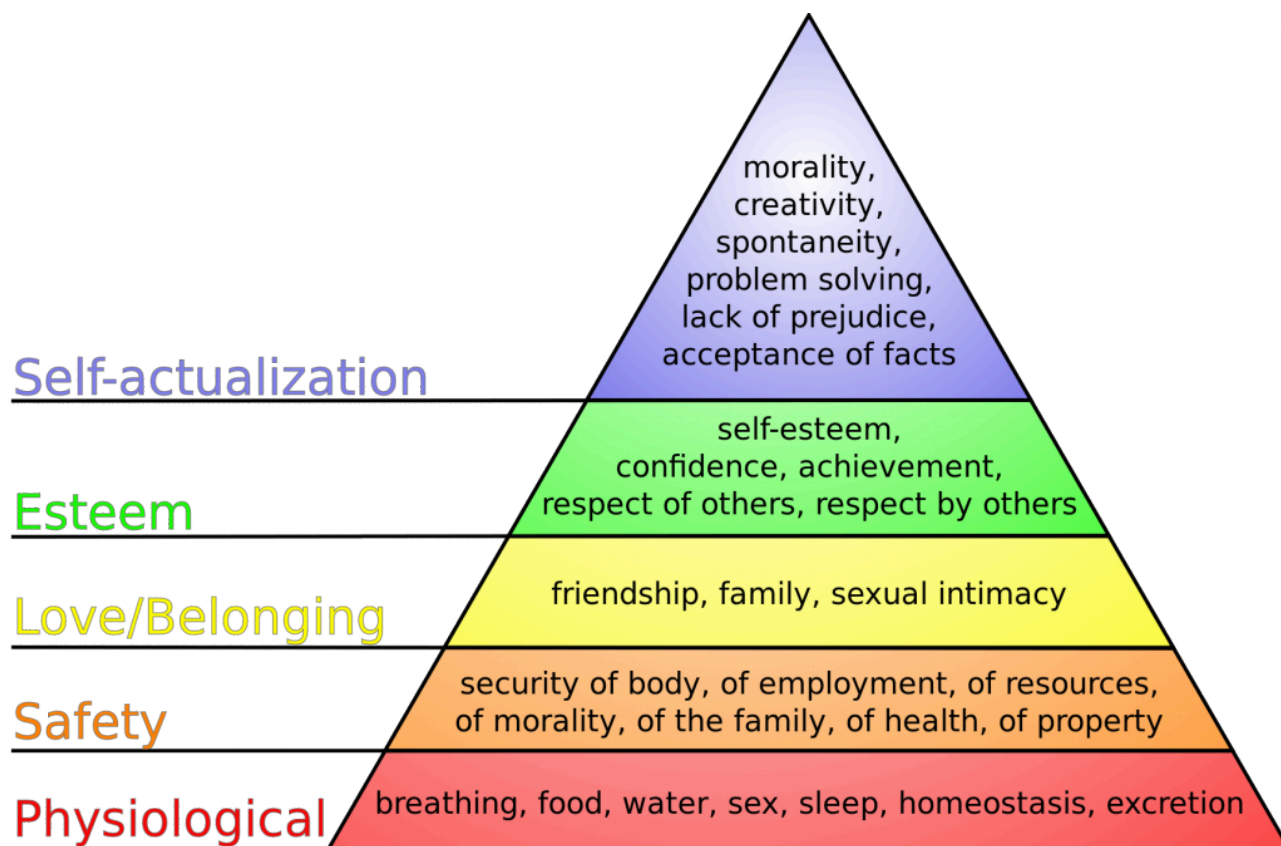 morality,
creativity,
spontaneity,
problem solving,
lack of prejudice,
acceptance of facts
Self-actualization
self-esteem,
confidence, achievement,
respect of others, respect by others
Esteem
friendship, family, sexual intimacy
Love/Belonging
security of body, of employment, of resources,
of morality, of the family, of health, of property
Safety
breathing, food, water, sex, sleep, homeostasis, excretion
Physiological